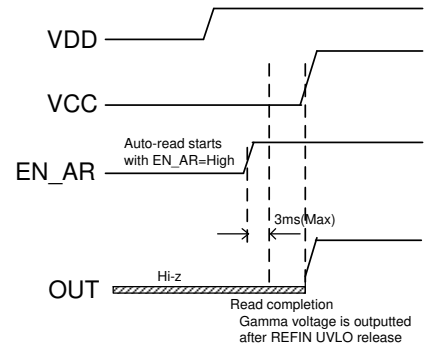 VDD
VCC
Auto-read starts
with EN_AR=High
EN_AR
3ms(Max)
Hi-z
OUT
Read completion
Gamma voltage is outputted
after REFIN UVLO release